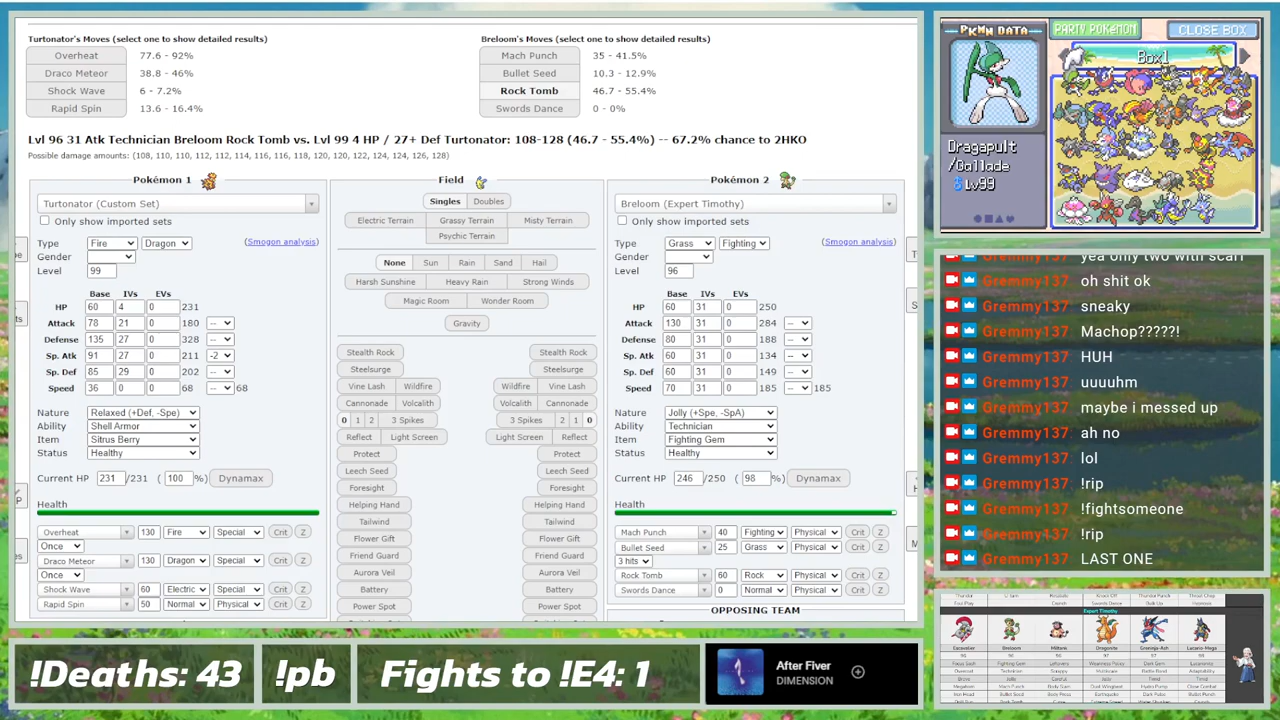 Turtonator's Moves (select one to show detailed results)
Overheat 77.6 - 92%
Draco Meteor 38.8 - 46%
Shock Wave 6 - 7.2%
Rapid Spin 13.6 - 16.4%
Breloom's Moves (select one to show detailed results)
Mach Punch 35 - 41.5%
Bullet Seed 10.3 - 12.9%
Rock Tomb 46.7 - 55.4%
Swords Dance 0 - 0%
Lvl 96 31 Atk Technician Breloom Rock Tomb vs. Lvl 99 4 HP / 27+ Def Turtonator: 108-128 (46.7 - 55.4%) -- 67.2% chance to 2HKO
Possible damage amounts: (108, 110, 110, 112, 112, 114, 116, 116, 118, 120, 120, 122, 124, 124, 126, 128)
Pokémon 1
Turtonator (Custom Set)
Only show imported sets
Type Fire Dragon (Smogon analysis)
Gender
Level 99
Base IVs EVs
HP 60 4 0 231
Attack 78 21 0 180 --
Defense 135 27 0 328 --
Sp. Atk 91 27 0 211 -2
Sp. Def 85 29 0 202 --
Speed 36 0 0 68 -- 68
Nature Relaxed (+Def, -Spe)
Ability Shell Armor
Item Sitrus Berry
Status Healthy
Current HP 231 /231 ( 100 %) Dynamax
Health
Overheat 130 Fire Special Crit Z
Once
Draco Meteor 130 Dragon Special Crit Z
Once
Shock Wave 60 Electric Special Crit Z
Rapid Spin 50 Normal Physical Crit Z
Field
Singles Doubles
Electric Terrain Grassy Terrain Misty Terrain
Psychic Terrain
None Sun Rain Sand Hail
Harsh Sunshine Heavy Rain Strong Winds
Magic Room Wonder Room
Gravity
Stealth Rock Stealth Rock
Steelsurge Steelsurge
Vine Lash Wildfire Wildfire Vine Lash
Cannonade Volcalith Volcalith Cannonade
0 1 2 3 Spikes 3 Spikes 2 1 0
Reflect Light Screen Light Screen Reflect
Protect Protect
Leech Seed Leech Seed
Foresight Foresight
Helping Hand Helping Hand
Tailwind Tailwind
Flower Gift Flower Gift
Friend Guard Friend Guard
Aurora Veil Aurora Veil
Battery Battery
Power Spot Power Spot
Pokémon 2
Breloom (Expert Timothy)
Only show imported sets
Type Grass Fighting (Smogon analysis)
Gender
Level 96
Base IVs EVs
HP 60 31 0 250
Attack 130 31 0 284 --
Defense 80 31 0 188 --
Sp. Atk 60 31 0 134 --
Sp. Def 60 31 0 149 --
Speed 70 31 0 185 -- 185
Nature Jolly (+Spe, -SpA)
Ability Technician
Item Fighting Gem
Status Healthy
Current HP 246 /250 ( 98 %) Dynamax
Health
Mach Punch 40 Fighting Physical Crit Z
Bullet Seed 25 Grass Physical Crit Z
3 hits
Rock Tomb 60 Rock Physical Crit Z
Swords Dance 0 Normal Physical Crit Z
OPPOSING TEAM
PKMN DATA
PARTY POKéMON
CLOSE BOX
Box1
Dragapult
/Gallade
Lv99
Gremmy137: yea only two with scarf
Gremmy137: oh shit ok
Gremmy137: sneaky
Gremmy137: Machop?????!
Gremmy137: HUH
Gremmy137: uuuuhm
Gremmy137: maybe i messed up
Gremmy137: ah no
Gremmy137: lol
Gremmy137: !rip
Gremmy137: !fightsomeone
Gremmy137: !rip
Gremmy137: LAST ONE
Expert Timothy
Escavalier Breloom Miltank Dragonite Greninja-Ash Lucario-Mega
!Deaths: 43 !pb
After Fiver
DIMENSION